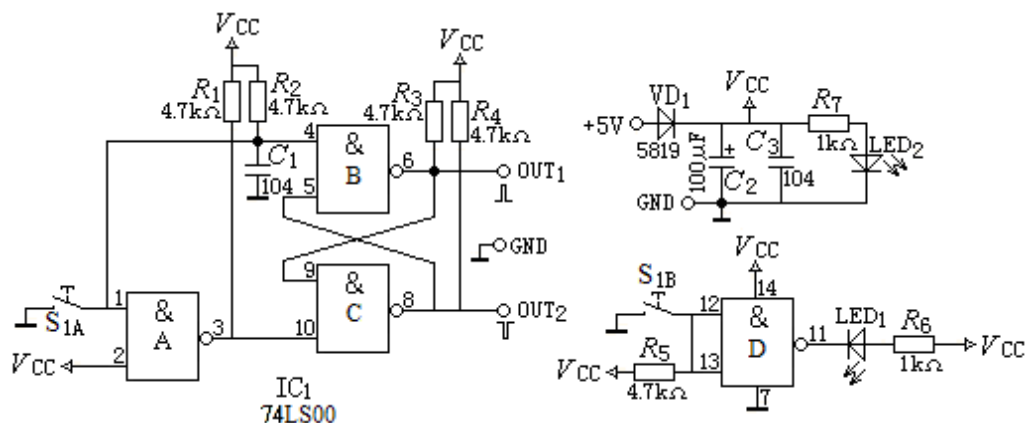 VCC
R1
4.7kΩ
R2
4.7kΩ
C1
104
4
5
&
B
6
VCC
R3
4.7kΩ
R4
4.7kΩ
OUT1
GND
9
10
&
C
8
OUT2
S1A
1
2
VCC
&
A
3
IC1
74LS00
+5V
VD1
5819
VCC
R7
1kΩ
LED2
100μF
+
C2
C3
104
GND
VCC
14
S1B
12
13
&
D
11
7
VCC
R5
4.7kΩ
LED1
R6
1kΩ
VCC